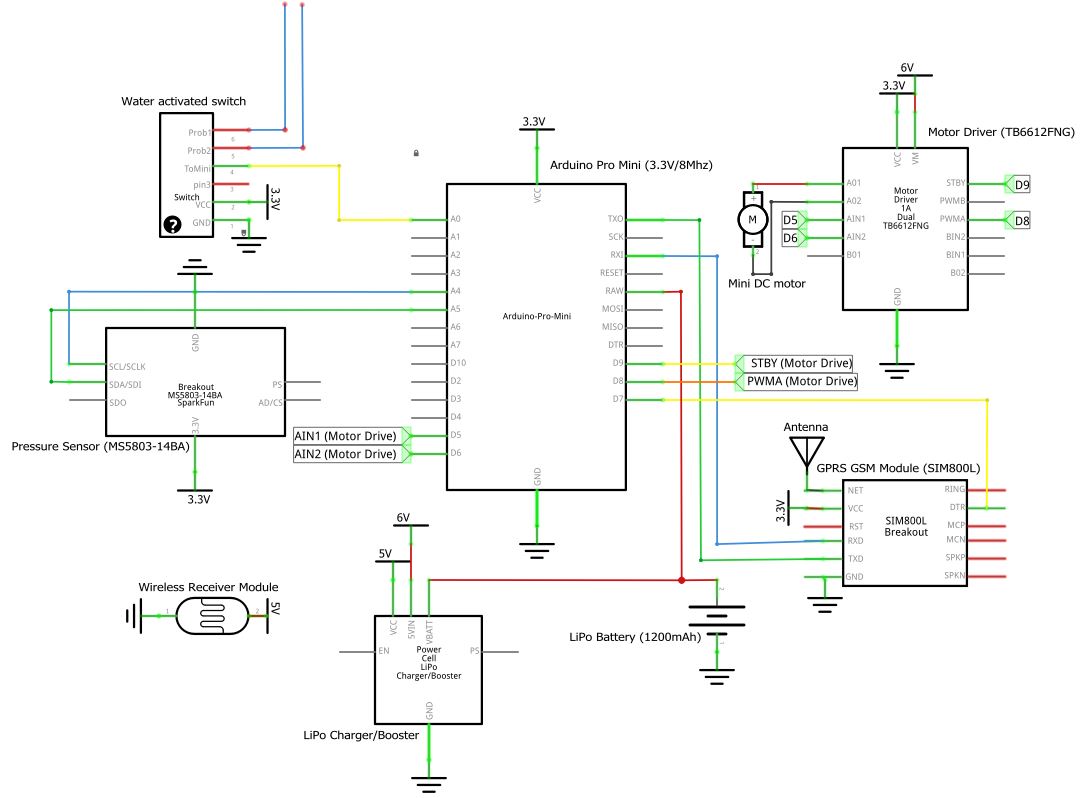 Water activated switch
Prob1
6
Prob2
5
ToMini
4
pin3
3
Switch
VCC
2
GND
1
?
3.3V
3.3V
Arduino Pro Mini (3.3V/8Mhz)
VCC
A0
A1
A2
A3
A4
A5
A6
A7
D10
D2
D3
D4
D5
D6
Arduino-Pro-Mini
TXO
SCK
RXI
RESET
RAW
MOSI
MISO
DTR
D9
D8
D7
GND
STBY (Motor Drive)
PWMA (Motor Drive)
AIN1 (Motor Drive)
AIN2 (Motor Drive)
6V
3.3V
Motor Driver (TB6612FNG)
VCC
VM
A01
A02
AIN1
AIN2
B01
Motor
Driver
1A
Dual
TB6612FNG
STBY
PWMB
PWMA
BIN2
BIN1
B02
GND
D9
D8
D5
D6
1
+
M
-
2
Mini DC motor
GND
SCL/SCLK
SDA/SDI
SDO
Breakout
MS5803-14BA
SparkFun
PS
AD/CS
3.3V
Pressure Sensor (MS5803-14BA)
3.3V
Antenna
GPRS GSM Module (SIM800L)
3.3V
NET
VCC
RST
RXD
TXD
GND
SIM800L
Breakout
RING
DTR
MCP
MCN
SPKP
SPKN
6V
5V
VCC
5VIN
VBATT
EN
Power
Cell
LiPo
Charger/Booster
PS
GND
LiPo Charger/Booster
2
LiPo Battery (1200mAh)
1
Wireless Receiver Module
1
2
5V